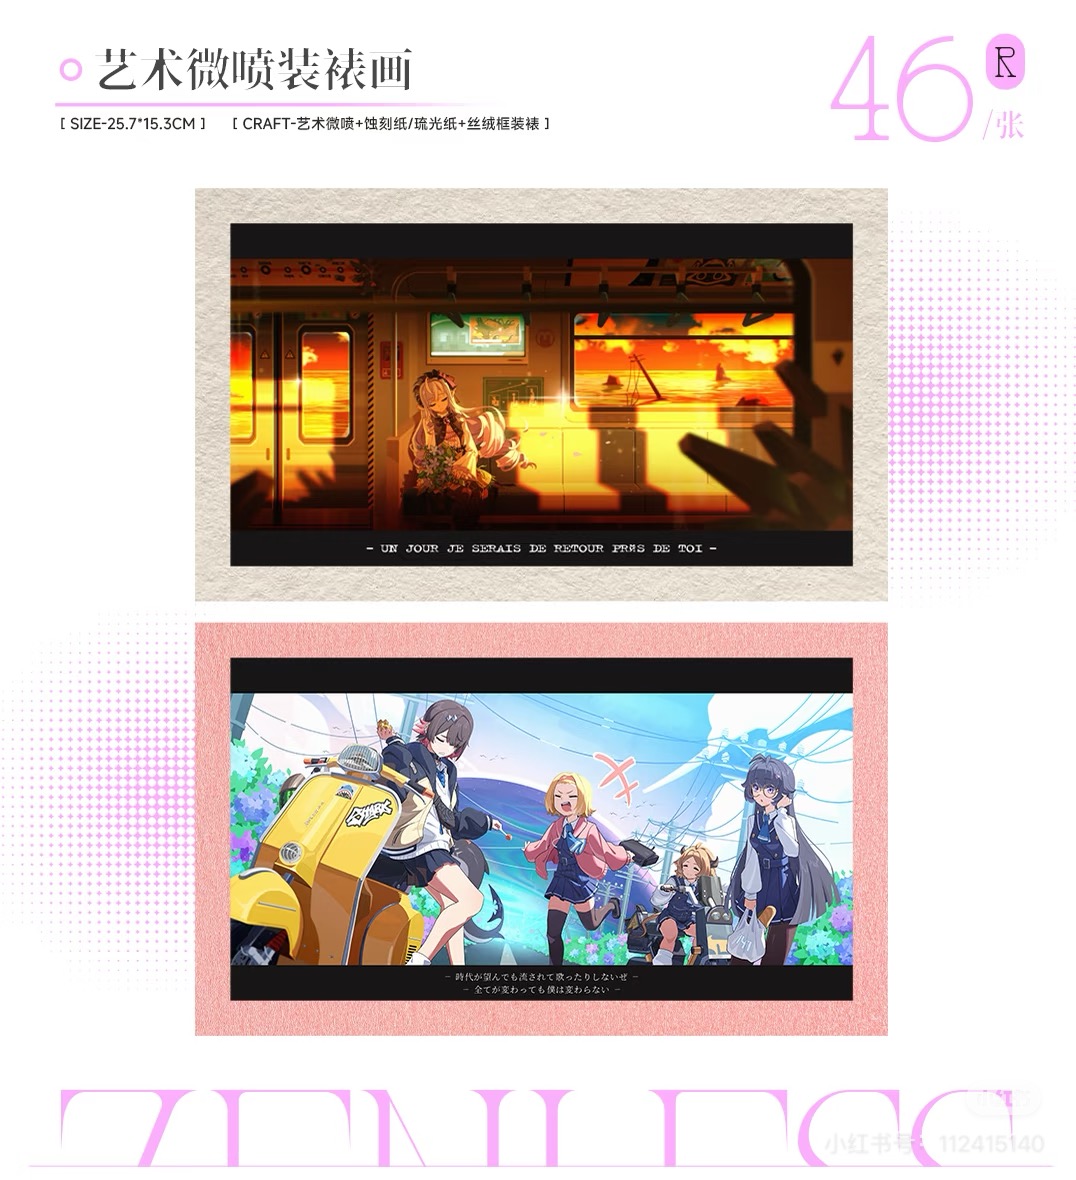 艺术微喷装裱画
46R/张
[ SIZE-25.7*15.3CM ] [ CRAFT-艺术微喷+蚀刻纸/琉光纸+丝绒框装裱 ]
- UN JOUR JE SERAIS DE RETOUR PRÈS DE TOI -
- 時代が望んでも流されて歌ったりしないぜ -
- 全てが変わっても僕は変わらない -
ZENLESS
小红书号:112415140